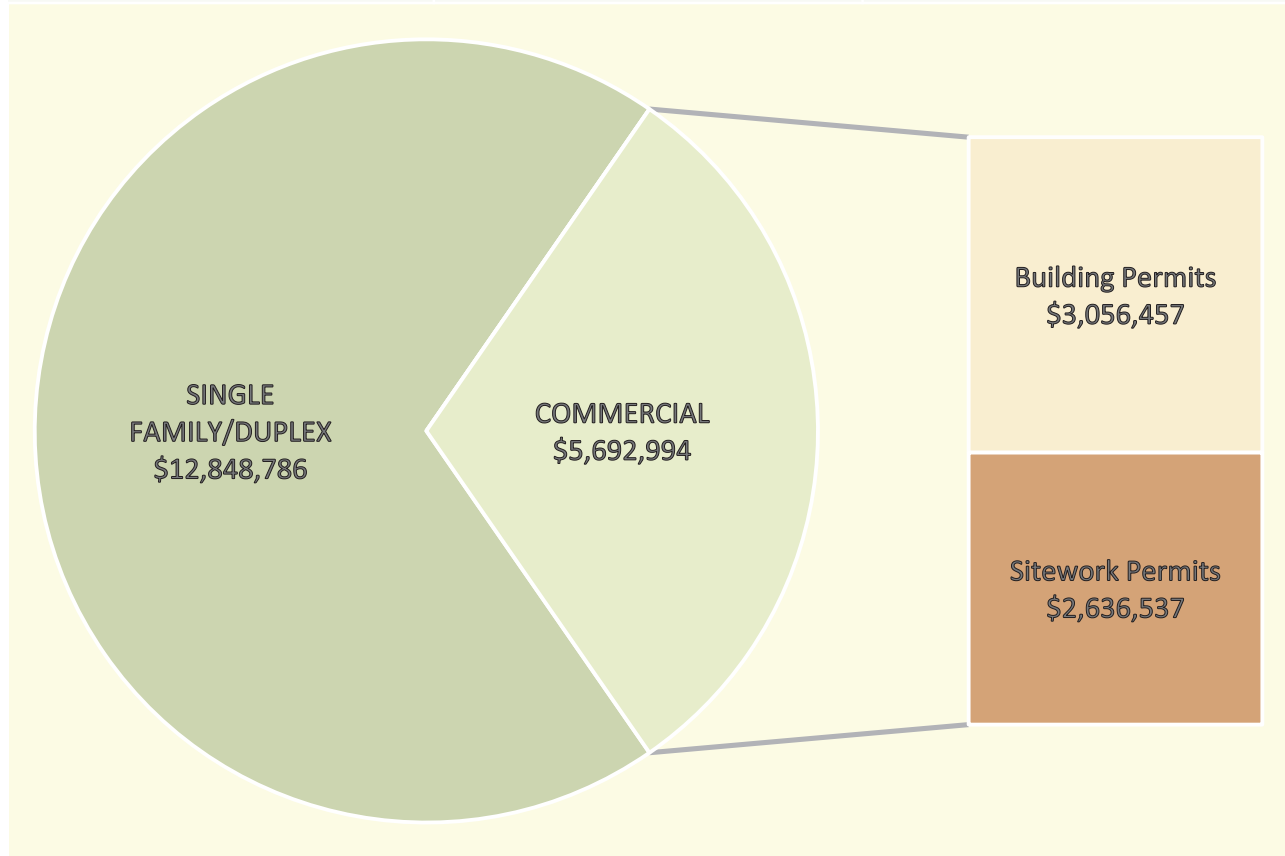 SINGLE
FAMILY/DUPLEX
$12,848,786
COMMERCIAL
$5,692,994
Building Permits
$3,056,457
Sitework Permits
$2,636,537